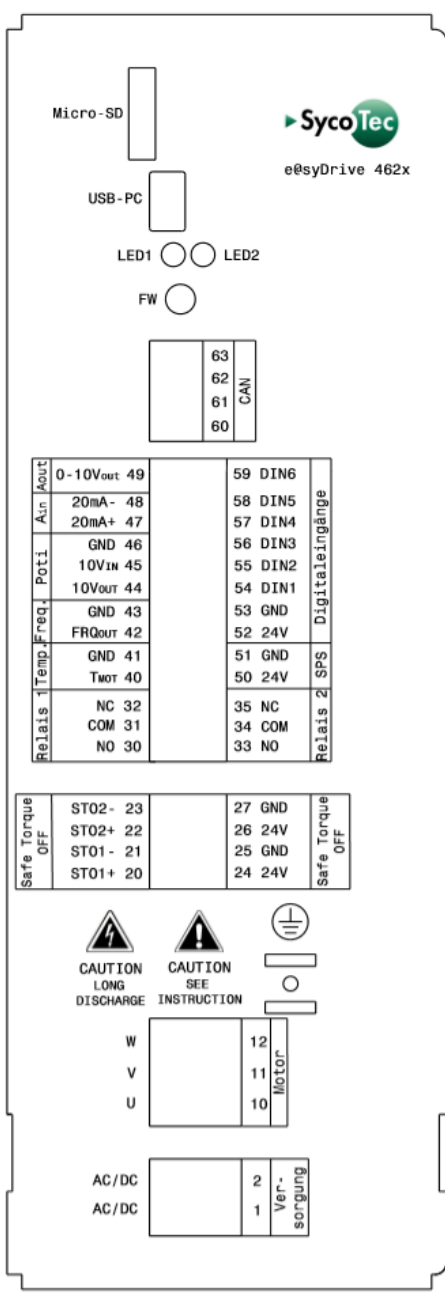 Micro-SD
SycoTec
e@syDrive 462x
USB-PC
LED1 LED2
FW
63
62
61
60
CAN
Aout
0-10Vout 49
Ain
20mA- 48
20mA+ 47
Poti
GND 46
10VIN 45
10VOUT 44
Freq.
GND 43
FRQOUT 42
Temp.
GND 41
TMOT 40
Relais 1
NC 32
COM 31
NO 30
59 DIN6
58 DIN5
57 DIN4
56 DIN3
55 DIN2
54 DIN1
53 GND
52 24V
Digitaleingänge
51 GND
50 24V
SPS
35 NC
34 COM
33 NO
Relais 2
Safe Torque
OFF
STO2- 23
STO2+ 22
STO1- 21
STO1+ 20
27 GND
26 24V
25 GND
24 24V
Safe Torque
OFF
CAUTION
LONG
DISCHARGE
CAUTION
SEE
INSTRUCTION
W 12
V 11
U 10
Motor
AC/DC 2
AC/DC 1
Ver-
sorgung